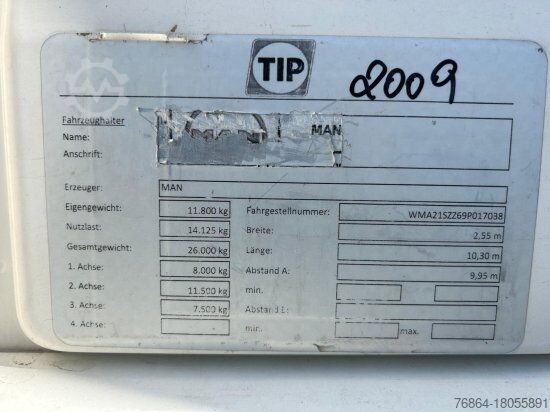 TIP
2009
Fahrzeughalter
Name: MAN MAN
Anschrift:
Erzeuger: MAN
Eigengewicht: 11.800 kg Fahrgestellnummer: WMA21SZZ69P017038
Nutzlast: 14.125 kg Breite: 2,55 m
Gesamtgewicht: 26.000 kg Länge: 10,30 m
1. Achse: 8.000 kg Abstand A: 9,95 m
2. Achse: 11.500 kg min.
3. Achse: 7.500 kg Abstand L:
4. Achse: min. max.
76864-18055891